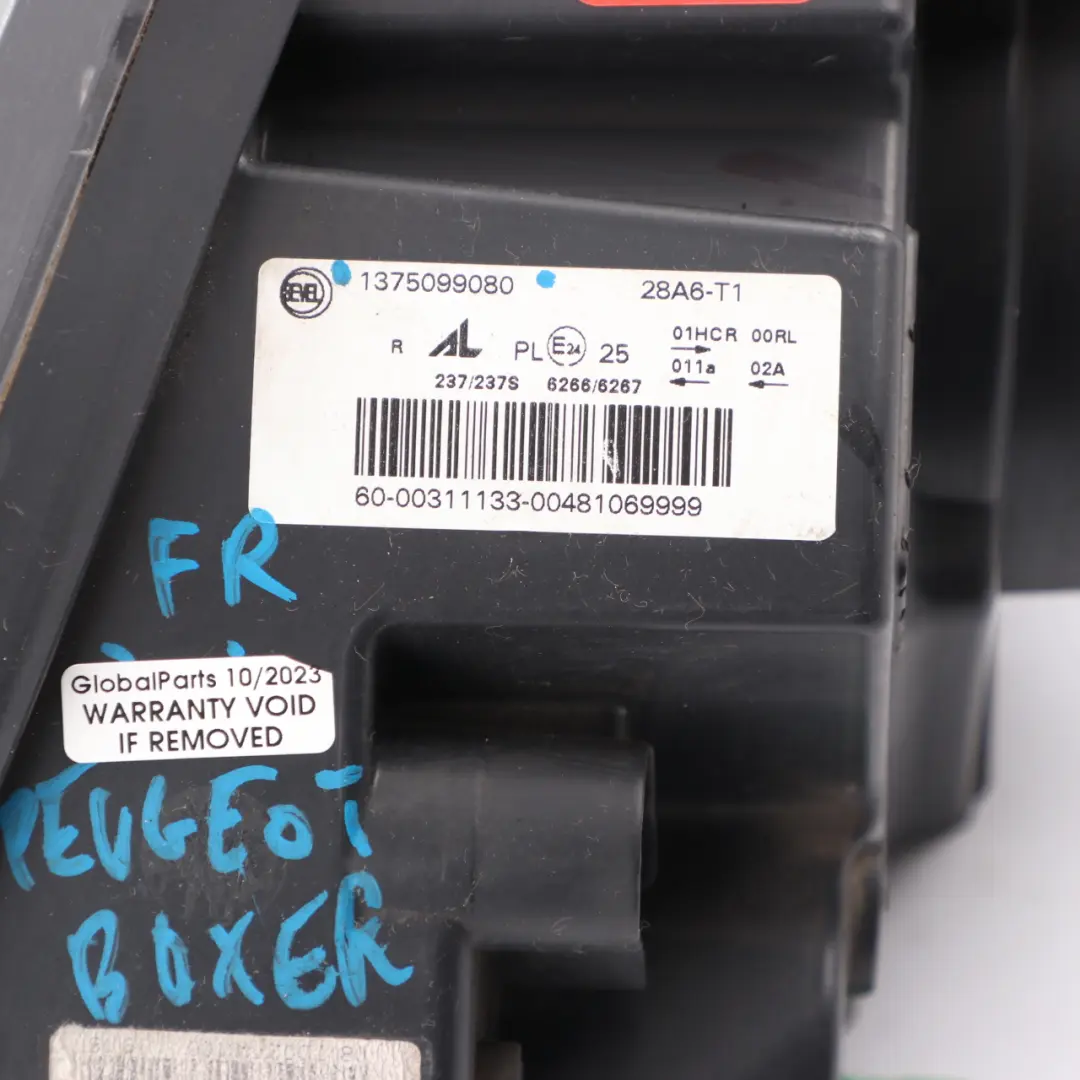 SEVEL 1375099080 28A6-T1
R AL PL E24 25 01HCR 00RL
011a 02A
237/237S 6266/6267
60-00311133-00481069999
FR
GlobalParts 10/2023
WARRANTY VOID
IF REMOVED
PEUGEOT
BOXER